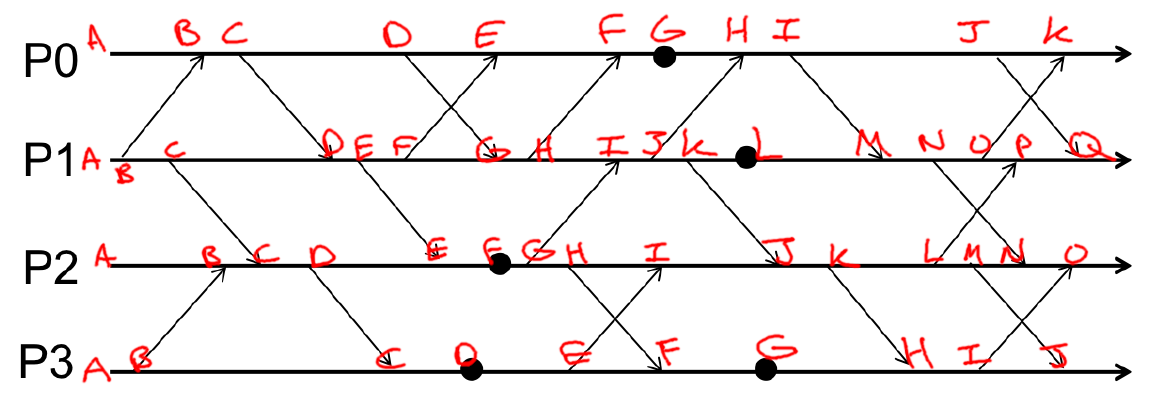 A B C D E F G H I J K
P0
P1 A B C D E F G H I J K L M N O P Q
P2 A B C D E F G H I J K L M N O
P3 A B C D E F G H I J